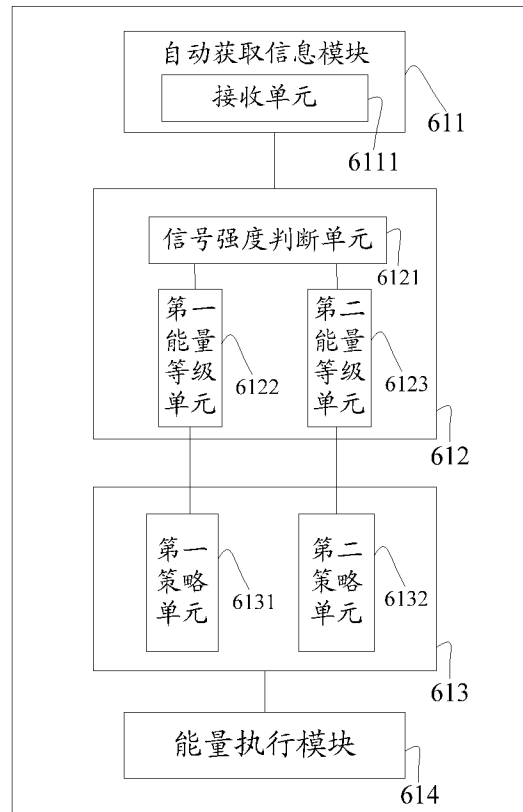 自动获取信息模块
接收单元
611
6111
信号强度判断单元
6121
第一
能量
等级
单元
6122
第二
能量
等级
单元
6123
612
第一
策略
单元
6131
第二
策略
单元
6132
613
能量执行模块
614